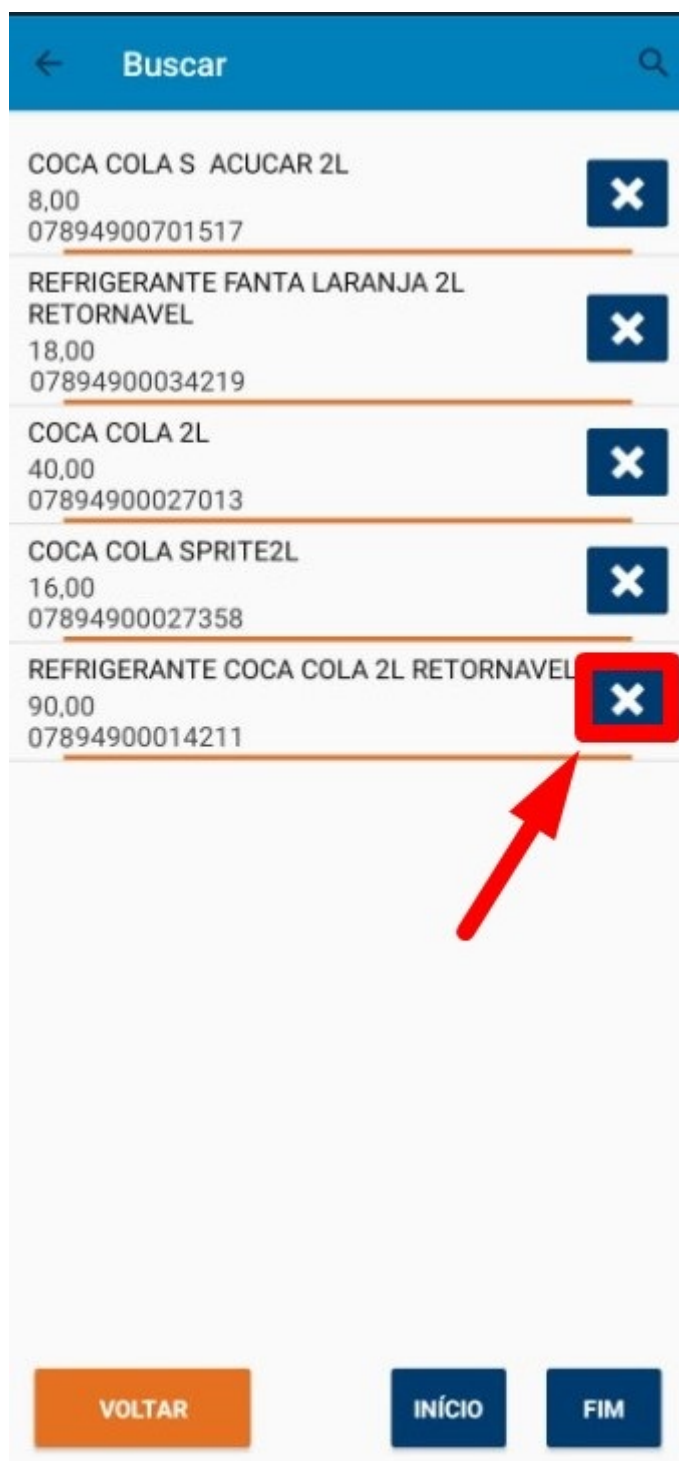 Buscar
COCA COLA S ACUCAR 2L
8,00
07894900701517
REFRIGERANTE FANTA LARANJA 2L
RETORNAVEL
18,00
07894900034219
COCA COLA 2L
40,00
07894900027013
COCA COLA SPRITE2L
16,00
07894900027358
REFRIGERANTE COCA COLA 2L RETORNAVEL
90,00
07894900014211
VOLTAR
INÍCIO
FIM